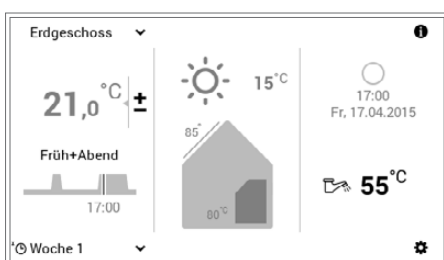 Erdgeschoss
21,0 °C ±
15°C
17:00
Fr, 17.04.2015
85°
Früh+Abend
17:00
80°C
55°C
Woche 1